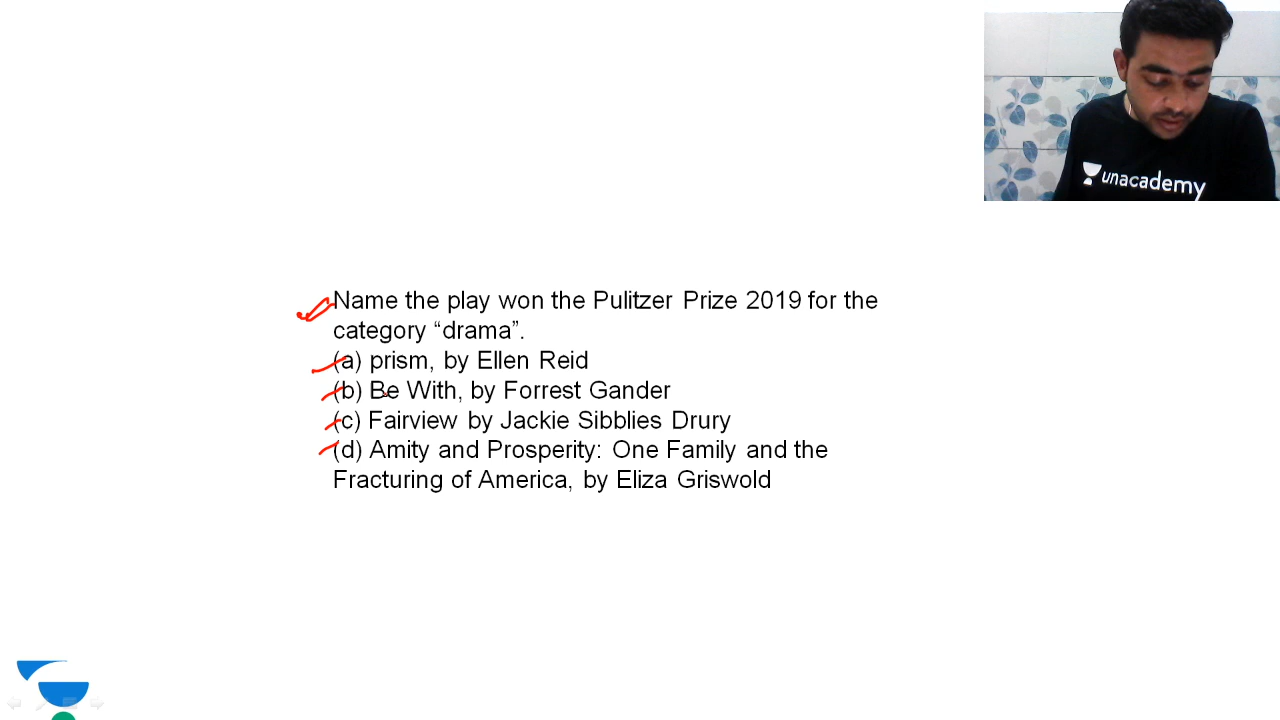 unacademy
Name the play won the Pulitzer Prize 2019 for the
category “drama”.
(a) prism, by Ellen Reid
(b) Be With, by Forrest Gander
(c) Fairview by Jackie Sibblies Drury
(d) Amity and Prosperity: One Family and the
Fracturing of America, by Eliza Griswold